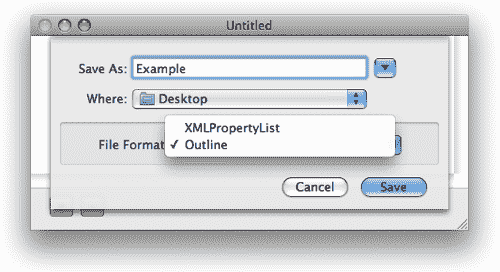 Untitled
Save As: Example
Where: Desktop
XMLPropertyList
File Format
✓ Outline
Cancel Save